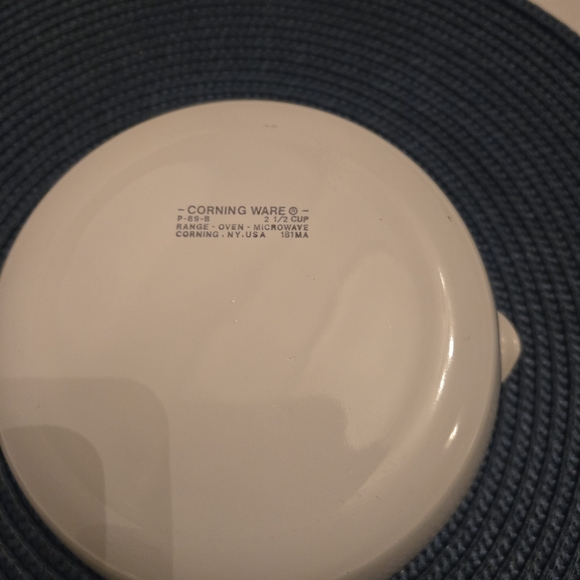 - CORNING WARE ® -
P-89-B 2 1/2 CUP
RANGE - OVEN - MICROWAVE
CORNING, NY, USA 181MA